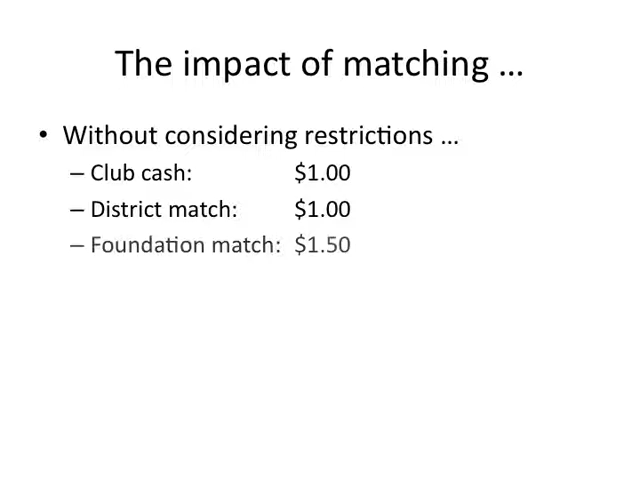 The impact of matching …
• Without considering restrictions …
– Club cash: $1.00
– District match: $1.00
– Foundation match: $1.50